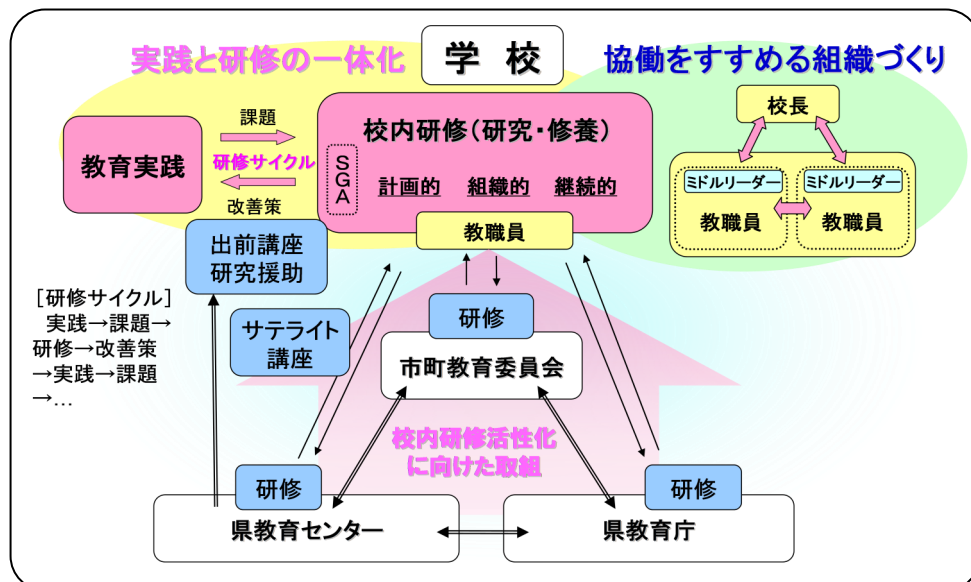 実践と研修の一体化
学 校
協働をすすめる組織づくり
校長
課題
教育実践
研修サイクル
改善策
校内研修(研究・修養)
SGA
計画的 組織的 継続的
教職員
ミドルリーダー
教職員
ミドルリーダー
教職員
出前講座
研究援助
[研修サイクル]
実践→課題→
研修→改善策
→実践→課題
→…
サテライト
講座
研修
市町教育委員会
校内研修活性化
に向けた取組
研修
県教育センター
研修
県教育庁